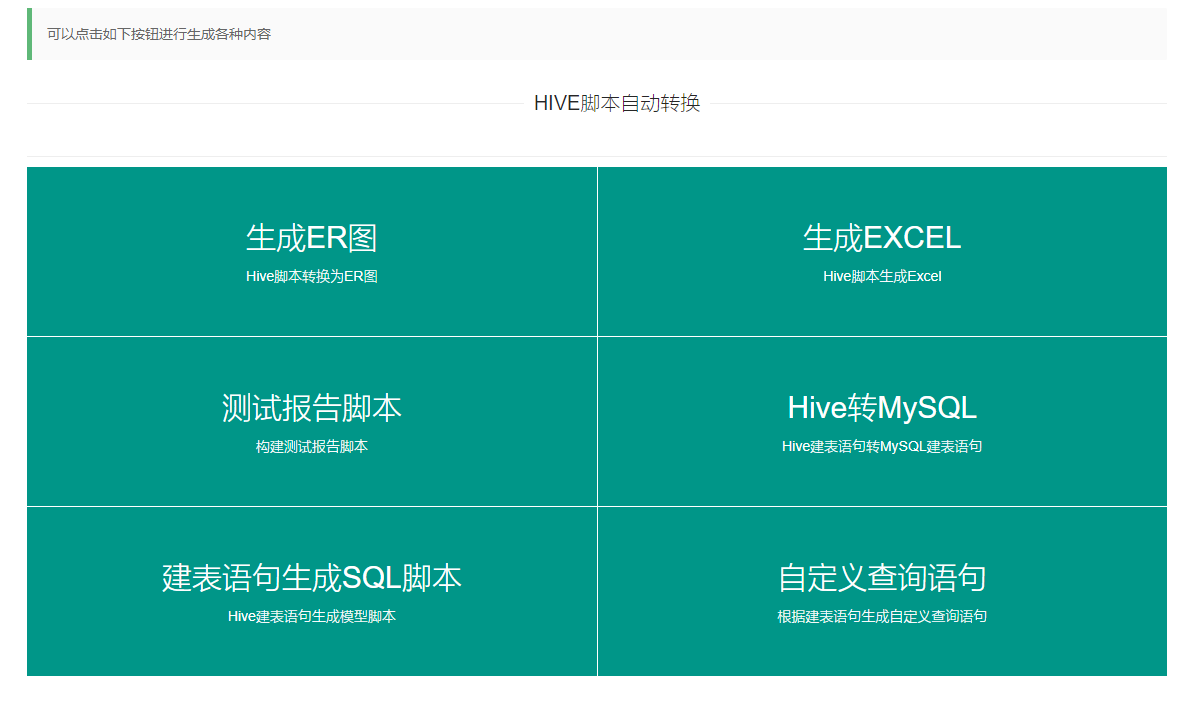 可以点击如下按钮进行生成各种内容
HIVE脚本自动转换
生成ER图
Hive脚本转换为ER图
生成EXCEL
Hive脚本生成Excel
测试报告脚本
构建测试报告脚本
Hive转MySQL
Hive建表语句转MySQL建表语句
建表语句生成SQL脚本
Hive建表语句生成模型脚本
自定义查询语句
根据建表语句生成自定义查询语句